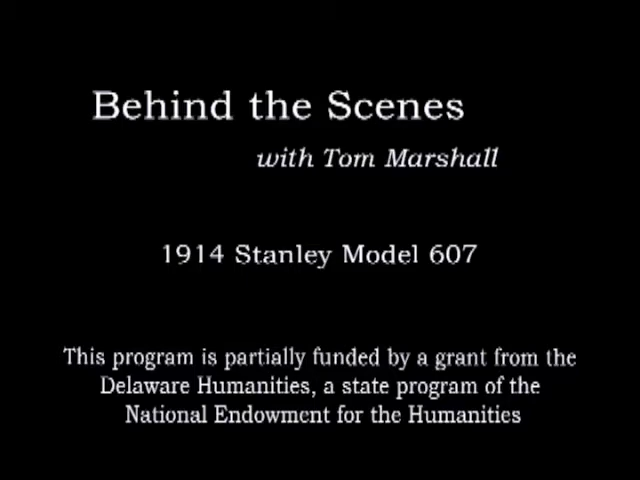 Behind the Scenes
with Tom Marshall
1914 Stanley Model 607
This program is partially funded by a grant from the
Delaware Humanities, a state program of the
National Endowment for the Humanities